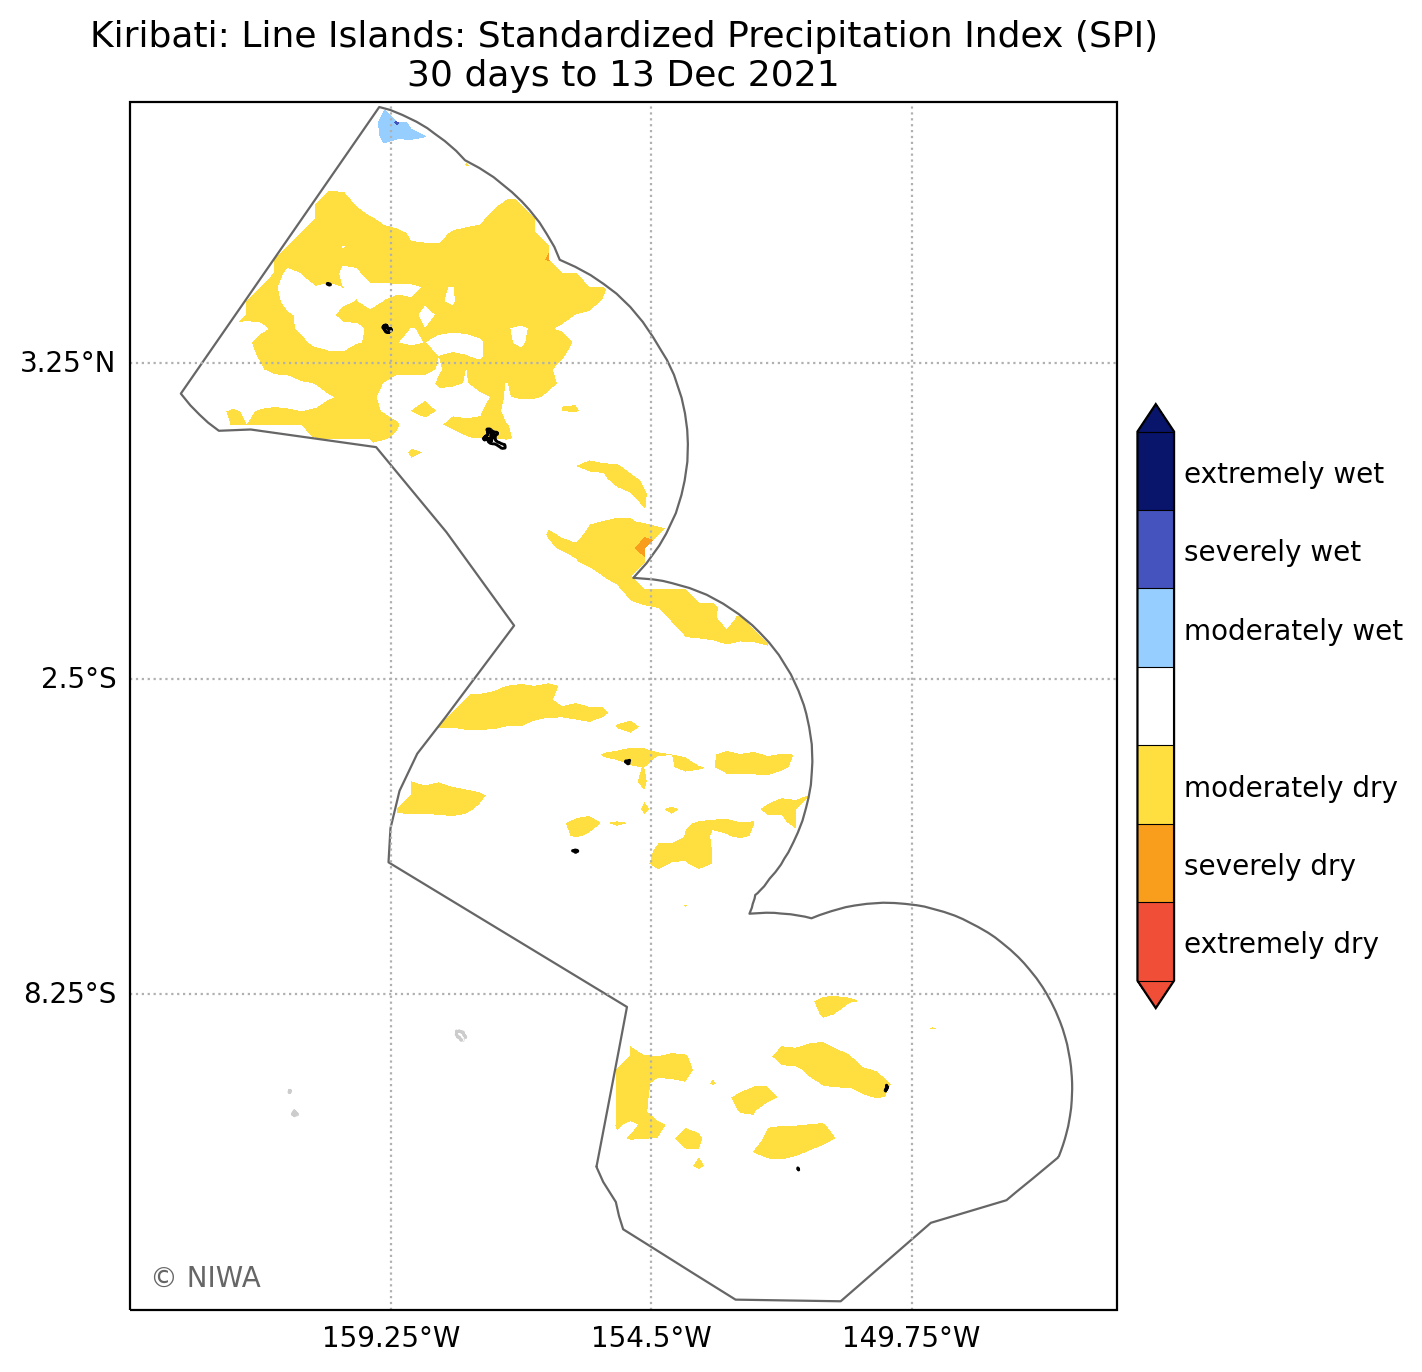 Kiribati: Line Islands: Standardized Precipitation Index (SPI)
30 days to 13 Dec 2021
3.25°N
2.5°S
8.25°S
159.25°W
154.5°W
149.75°W
© NIWA
extremely wet
severely wet
moderately wet
moderately dry
severely dry
extremely dry